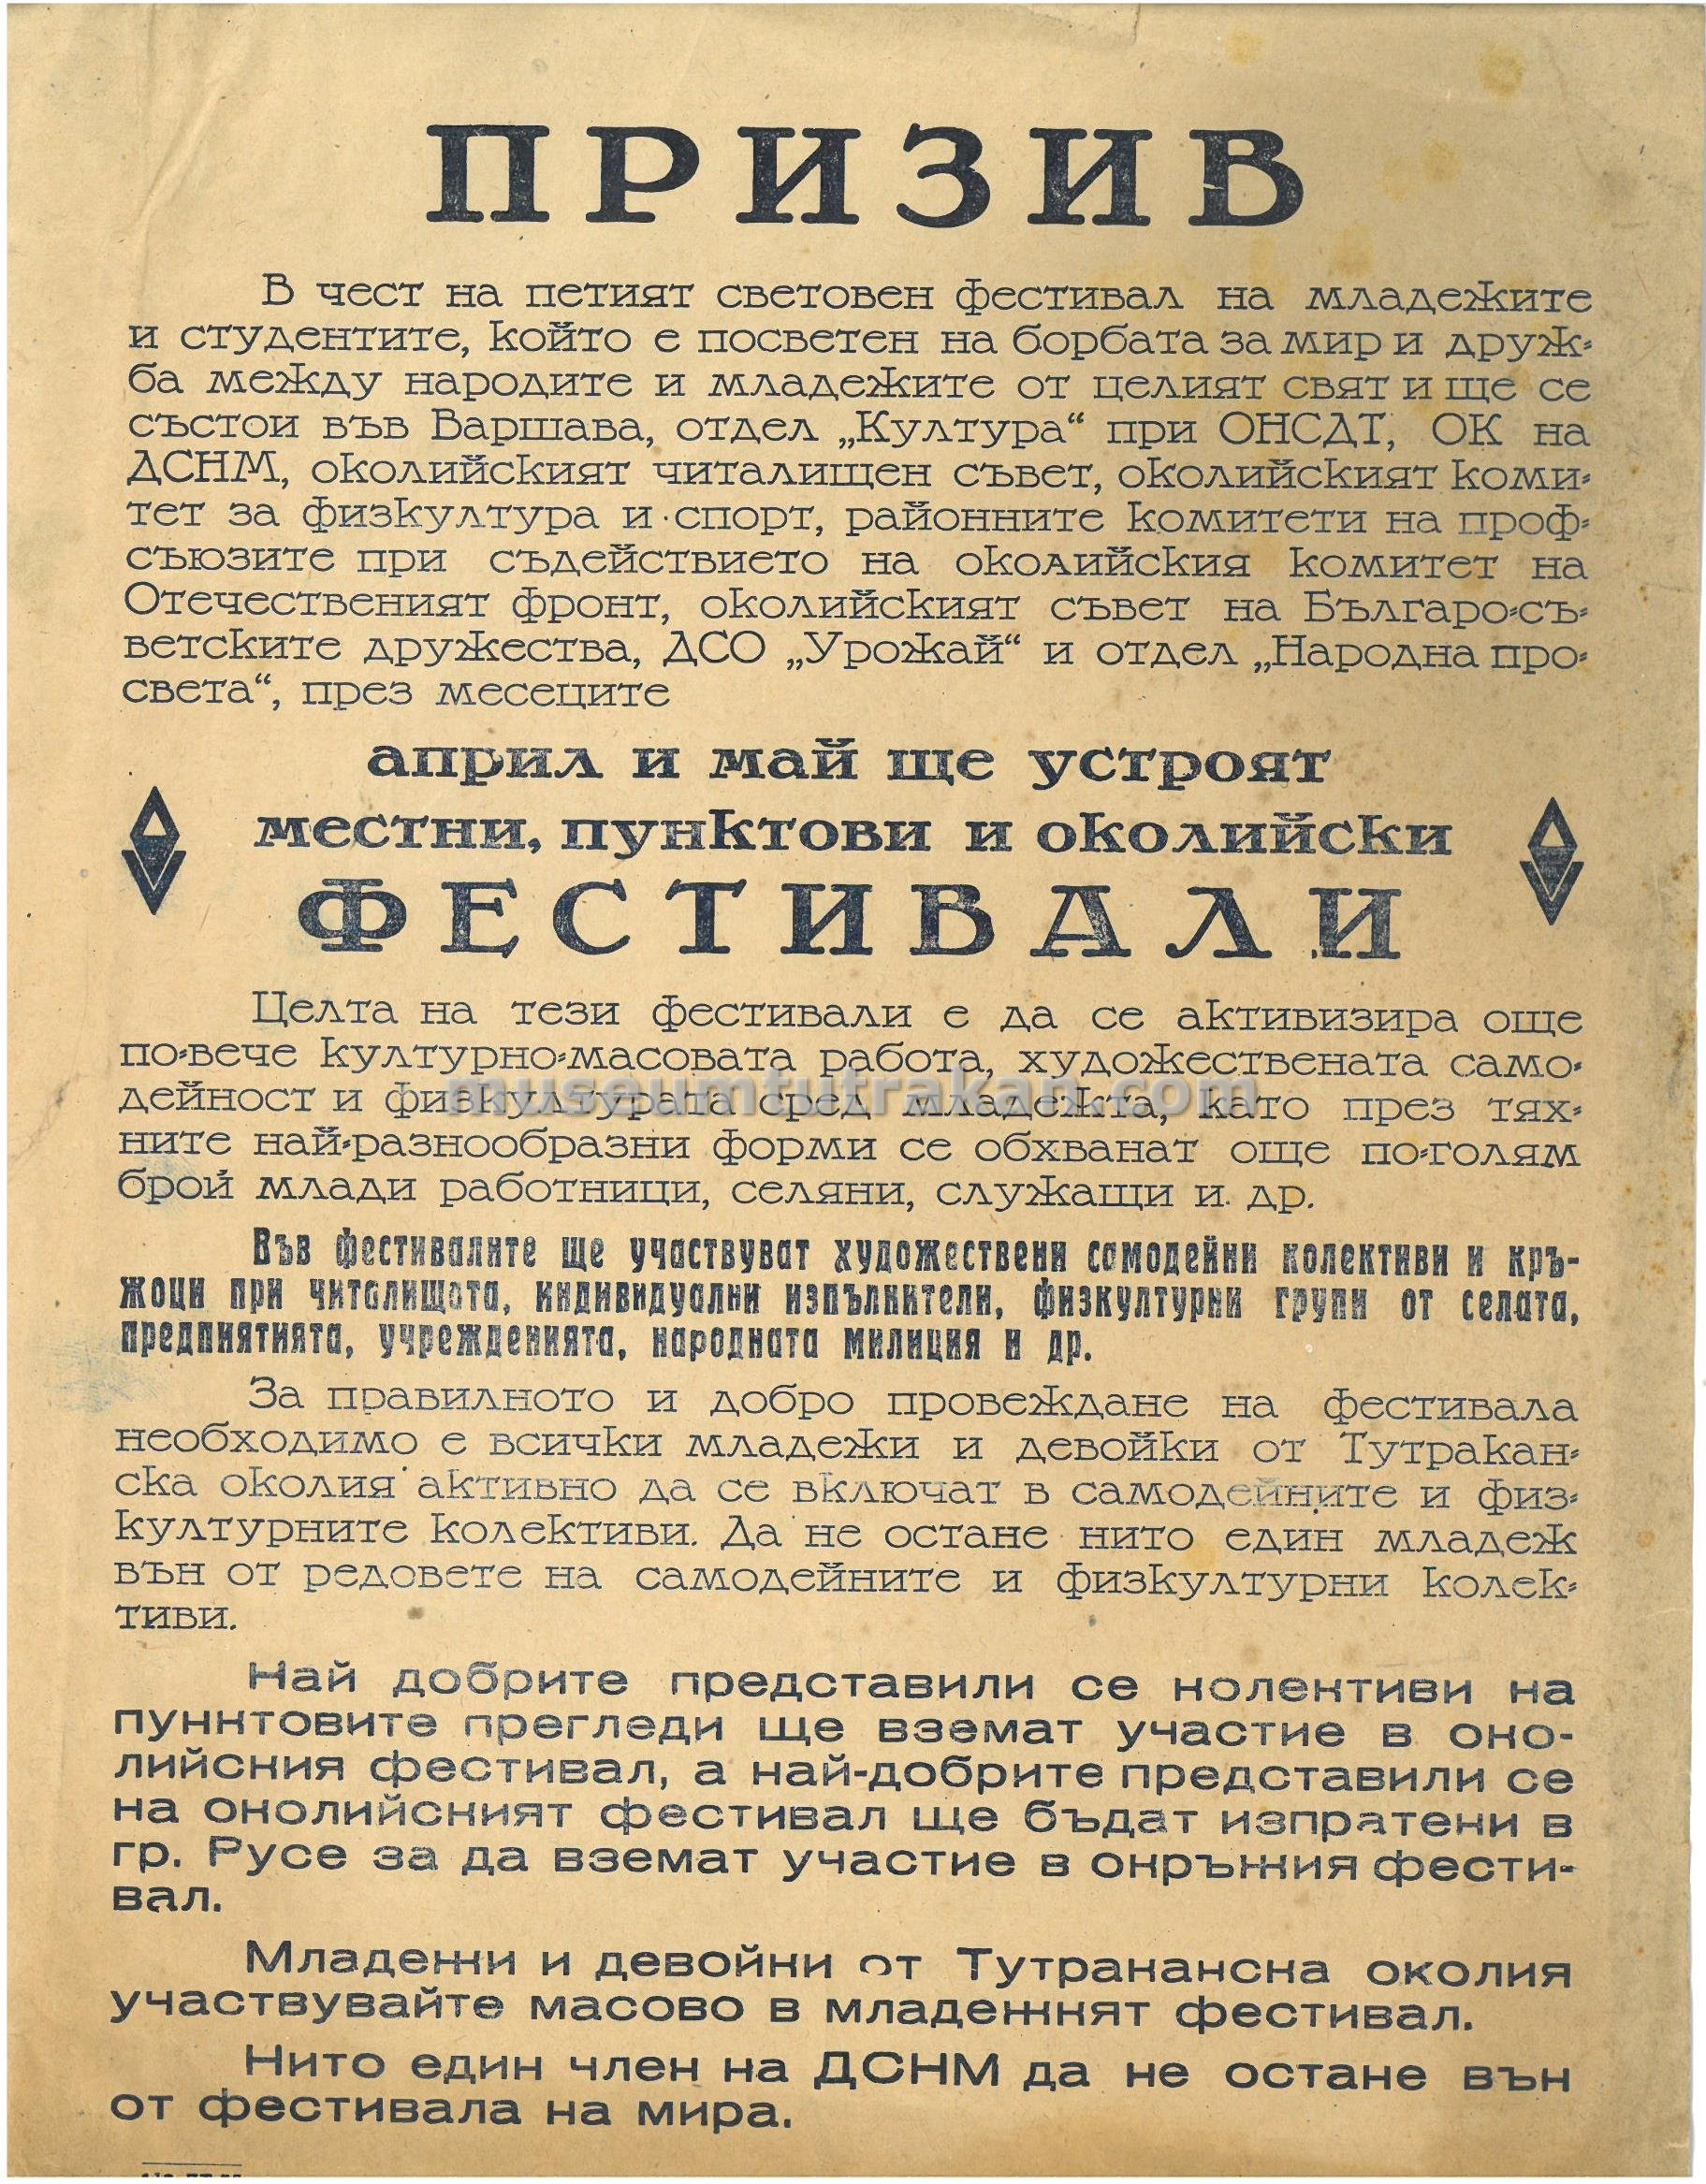 ПРИЗИВ
В чест на петият световен фестивал на младежите
и студентите, който е посветен на борбата за мир и друж-
ба между народите и младежите от целият свят и ще се
състои във Варшава, отдел „Култура“ при ОНСДТ, ОК на
ДСНМ, околийският читалищен съвет, околийският коми-
тет за физкултура и спорт, районните комитети на проф-
съюзите при съдействието на околийския комитет на
Отечественият фронт, околийският съвет на Българо-съ-
ветските дружества, ДСО „Урожай“ и отдел „Народна про-
света“, през месеците
април и май ще устроят
местни, пунктови и околийски
ФЕСТИВАЛИ
Целта на тези фестивали е да се активизира още
по-вече културно-масовата работа, художествената само-
дейност и физкултурата сред младежта, като през тях-
museumtutrakan.com
ните най-разнообразни форми се обхванат още по-голям
брой млади работници, селяни, служащи и др.
Във фестивалите ще участвуват художествени самодейни колективи и кръ-
жоци при читалищата, индивидуални изпълнители, физкултурни групи от селата,
предпиятията, учрежденията, народната милиция и др.
За правилното и добро провеждане на фестивала
необходимо е всички младежи и девойки от Тутракан-
ска околия активно да се включат в самодейните и физ-
културните колективи. Да не остане нито един младеж
вън от редовете на самодейните и физкултурни колек-
тиви.
Най добрите представили се колективи на
пунктовите прегледи ще вземат участие в око-
лийския фестивал, а най-добрите представили се
на околийският фестивал ще бъдат изпратени в
гр. Русе за да вземат участие в окръжния фести-
вал.
Младежи и девойки от Тутраканска околия
участвувайте масово в младежкят фестивал.
Нито един член на ДСНМ да не остане вън
от фестивала на мира.